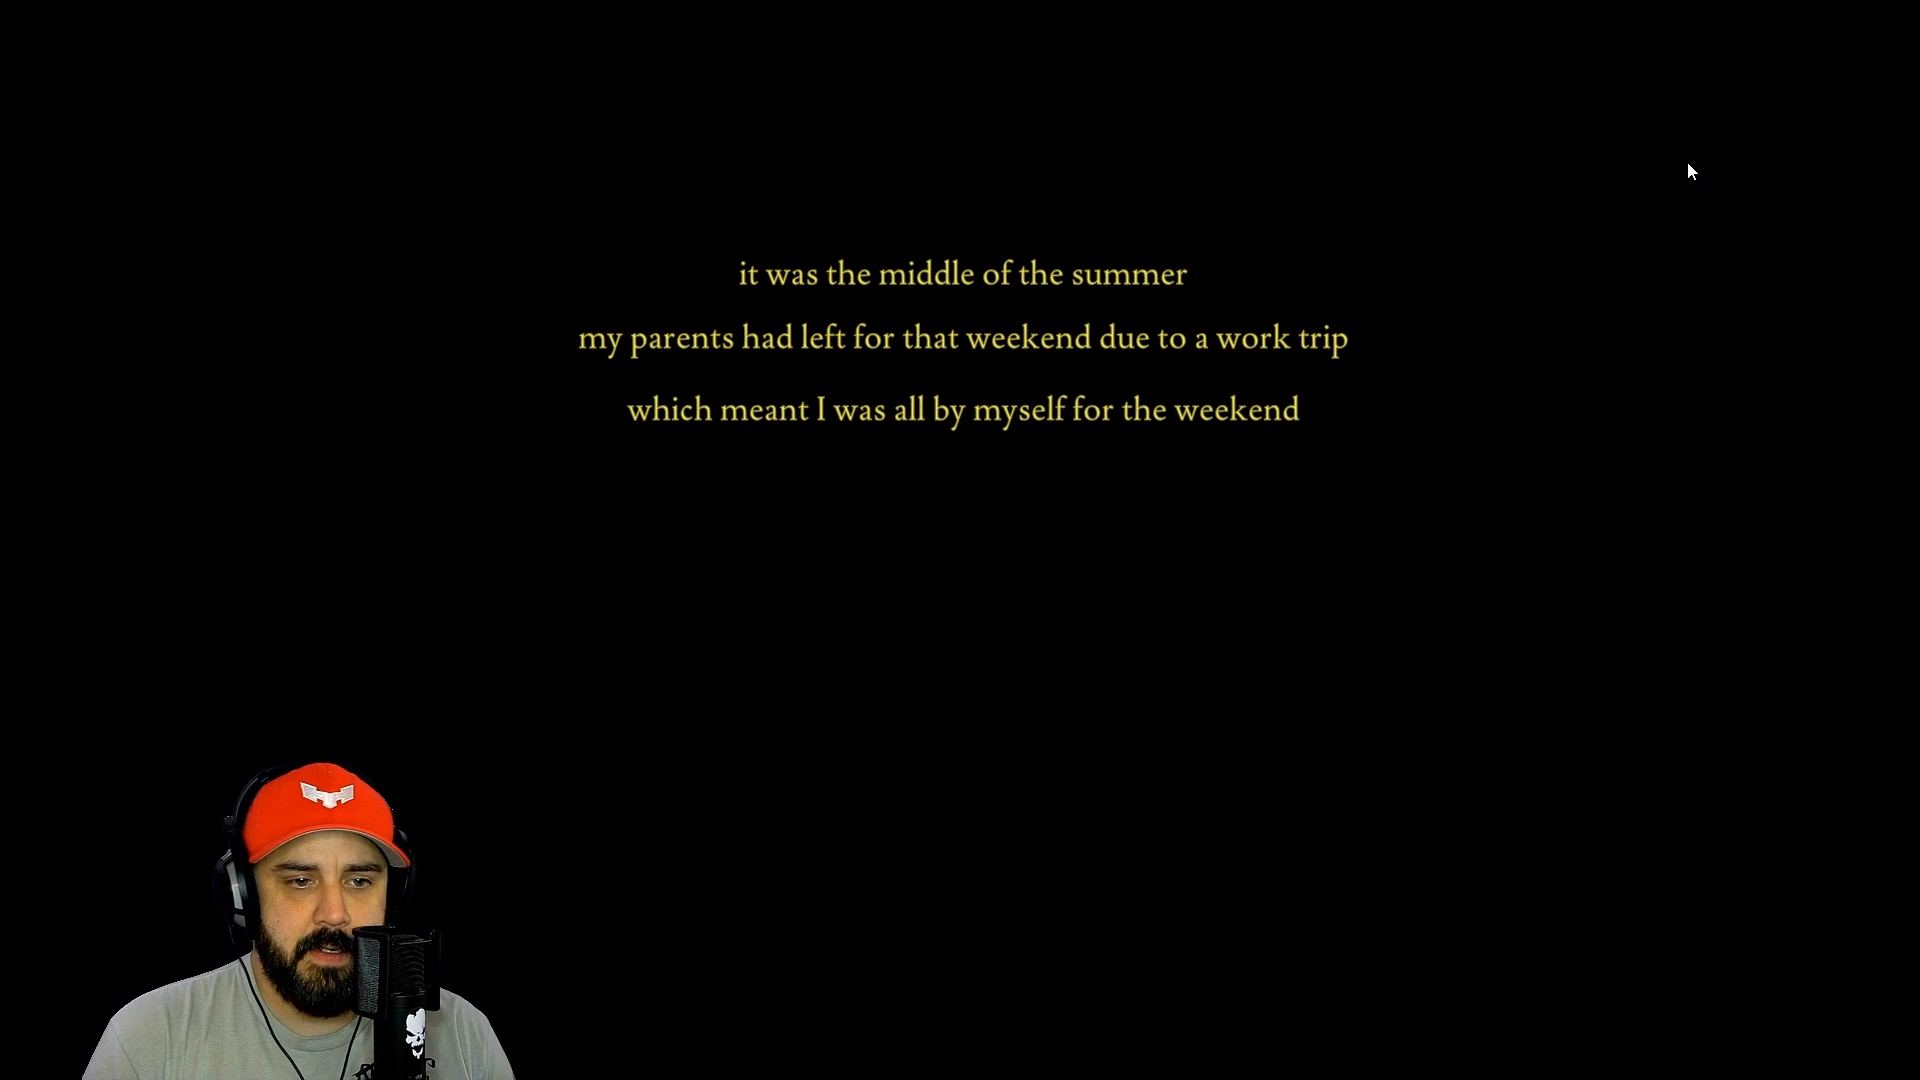 it was the middle of the summer
my parents had left for that weekend due to a work trip
which meant I was all by myself for the weekend